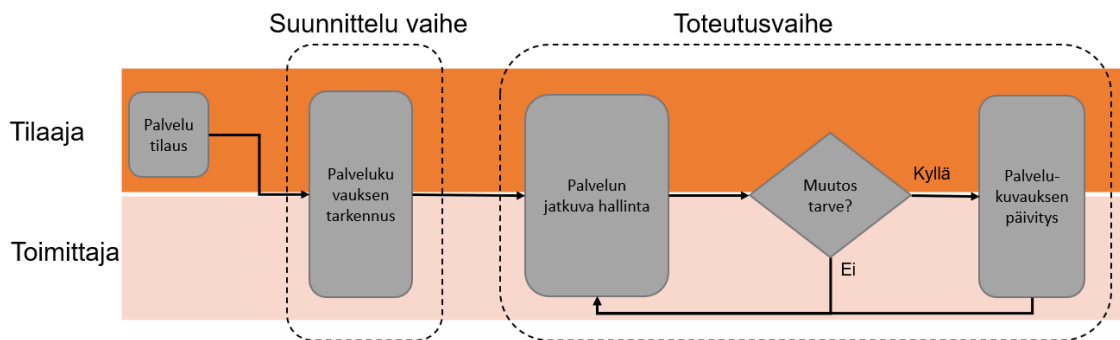 Suunnittelu vaihe
Toteutusvaihe
Tilaaja
Toimittaja
Palvelu
tilaus
Palveluku
vauksen
tarkennus
Palvelun
jatkuva hallinta
Muutos
tarve?
Kyllä
Ei
Palvelu-
kuvauksen
päivitys